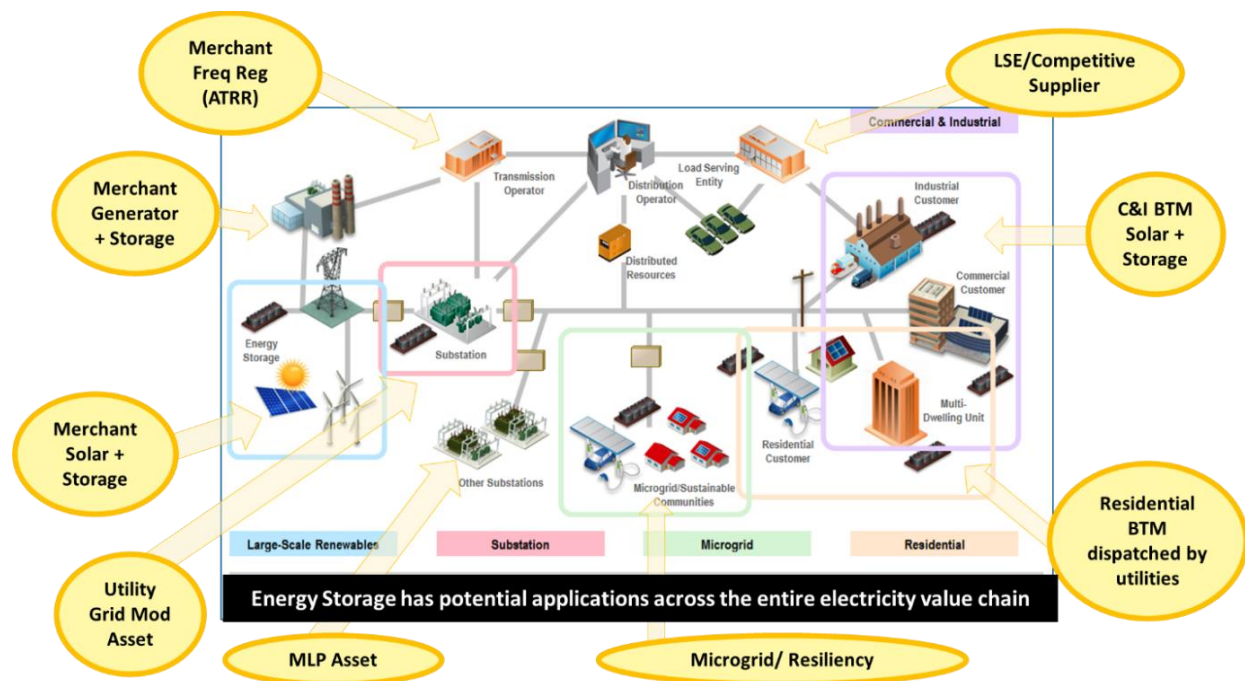 Merchant
Freq Reg
(ATRR)
LSE/Competitive
Supplier
Commercial & Industrial
Merchant
Generator
+ Storage
Transmission
Operator
Distribution
Operator
Load Serving
Entity
Industrial
Customer
C&I BTM
Solar +
Storage
Distributed
Resources
Commercial
Customer
Energy
Storage
Substation
Merchant
Solar +
Storage
Other Substations
Microgrid/Sustainable
Communities
Residential
Customer
Multi-
Dwelling Unit
Residential
BTM
dispatched by
utilities
Large-Scale Renewables
Substation
Microgrid
Residential
Utility
Grid Mod
Asset
Energy Storage has potential applications across the entire electricity value chain
MLP Asset
Microgrid/ Resiliency